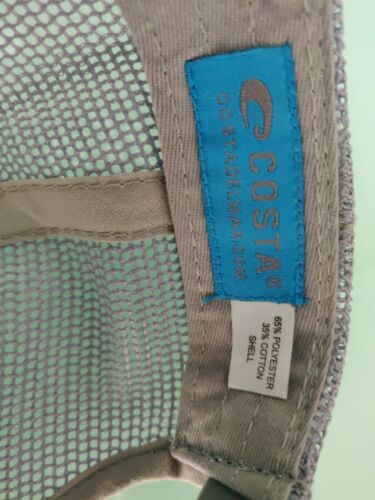 COSTA®
COSTADELMAR.COM
65% POLYESTER
35% COTTON
SHELL